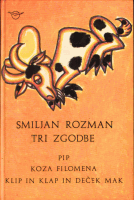 SMILJAN ROZMAN
TRI ZGODBE
PIP
KOZA FILOMENA
KLIP IN KLAP IN DEČEK MAK